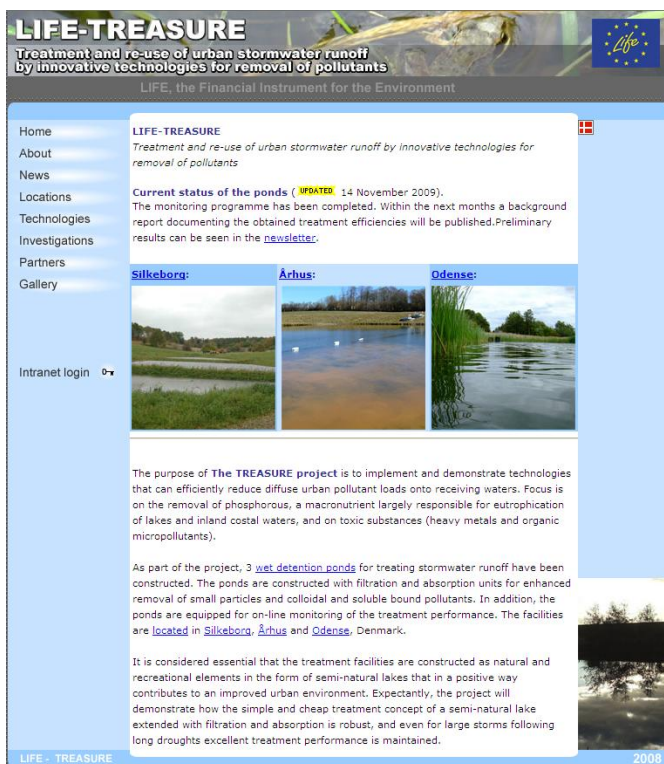 LIFE-TREASURE
Treatment and re-use of urban stormwater runoff
by innovative technologies for removal of pollutants
Life
LIFE, the Financial Instrument for the Environment
Home
About
News
Locations
Technologies
Investigations
Partners
Gallery
Intranet login
LIFE-TREASURE
Treatment and re-use of urban stormwater runoff by innovative technologies for
removal of pollutants
Current status of the ponds ( UPDATED 14 November 2009).
The monitoring programme has been completed. Within the next months a background
report documenting the obtained treatment efficiencies will be published.Preliminary
results can be seen in the newsletter.
Silkeborg:
Århus:
Odense:
The purpose of The TREASURE project is to implement and demonstrate technologies
that can efficiently reduce diffuse urban pollutant loads onto receiving waters. Focus is
on the removal of phosphorous, a macronutrient largely responsible for eutrophication
of lakes and inland costal waters, and on toxic substances (heavy metals and organic
micropollutants).
As part of the project, 3 wet detention ponds for treating stormwater runoff have been
constructed. The ponds are constructed with filtration and absorption units for enhanced
removal of small particles and colloidal and soluble bound pollutants. In addition, the
ponds are equipped for on-line monitoring of the treatment performance. The facilities
are located in Silkeborg, Århus and Odense, Denmark.
It is considered essential that the treatment facilities are constructed as natural and
recreational elements in the form of semi-natural lakes that in a positive way
contributes to an improved urban environment. Expectantly, the project will
demonstrate how the simple and cheap treatment concept of a semi-natural lake
extended with filtration and absorption is robust, and even for large storms following
long droughts excellent treatment performance is maintained.
LIFE - TREASURE
2008